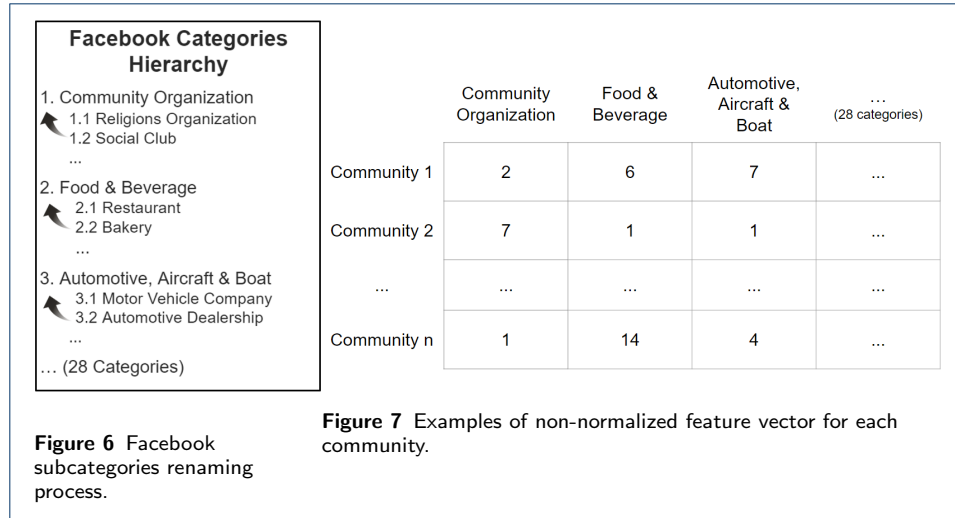 Facebook Categories
Hierarchy
1. Community Organization
1.1 Religions Organization
1.2 Social Club
...
2. Food & Beverage
2.1 Restaurant
2.2 Bakery
...
3. Automotive, Aircraft & Boat
3.1 Motor Vehicle Company
3.2 Automotive Dealership
...
... (28 Categories)
Figure 6 Facebook
subcategories renaming
process.
Community
Organization
Food &
Beverage
Automotive,
Aircraft &
Boat
...
(28 categories)
Community 1 2 6 7 ...
Community 2 7 1 1 ...
... ... ... ... ...
Community n 1 14 4 ...
Figure 7 Examples of non-normalized feature vector for each
community.